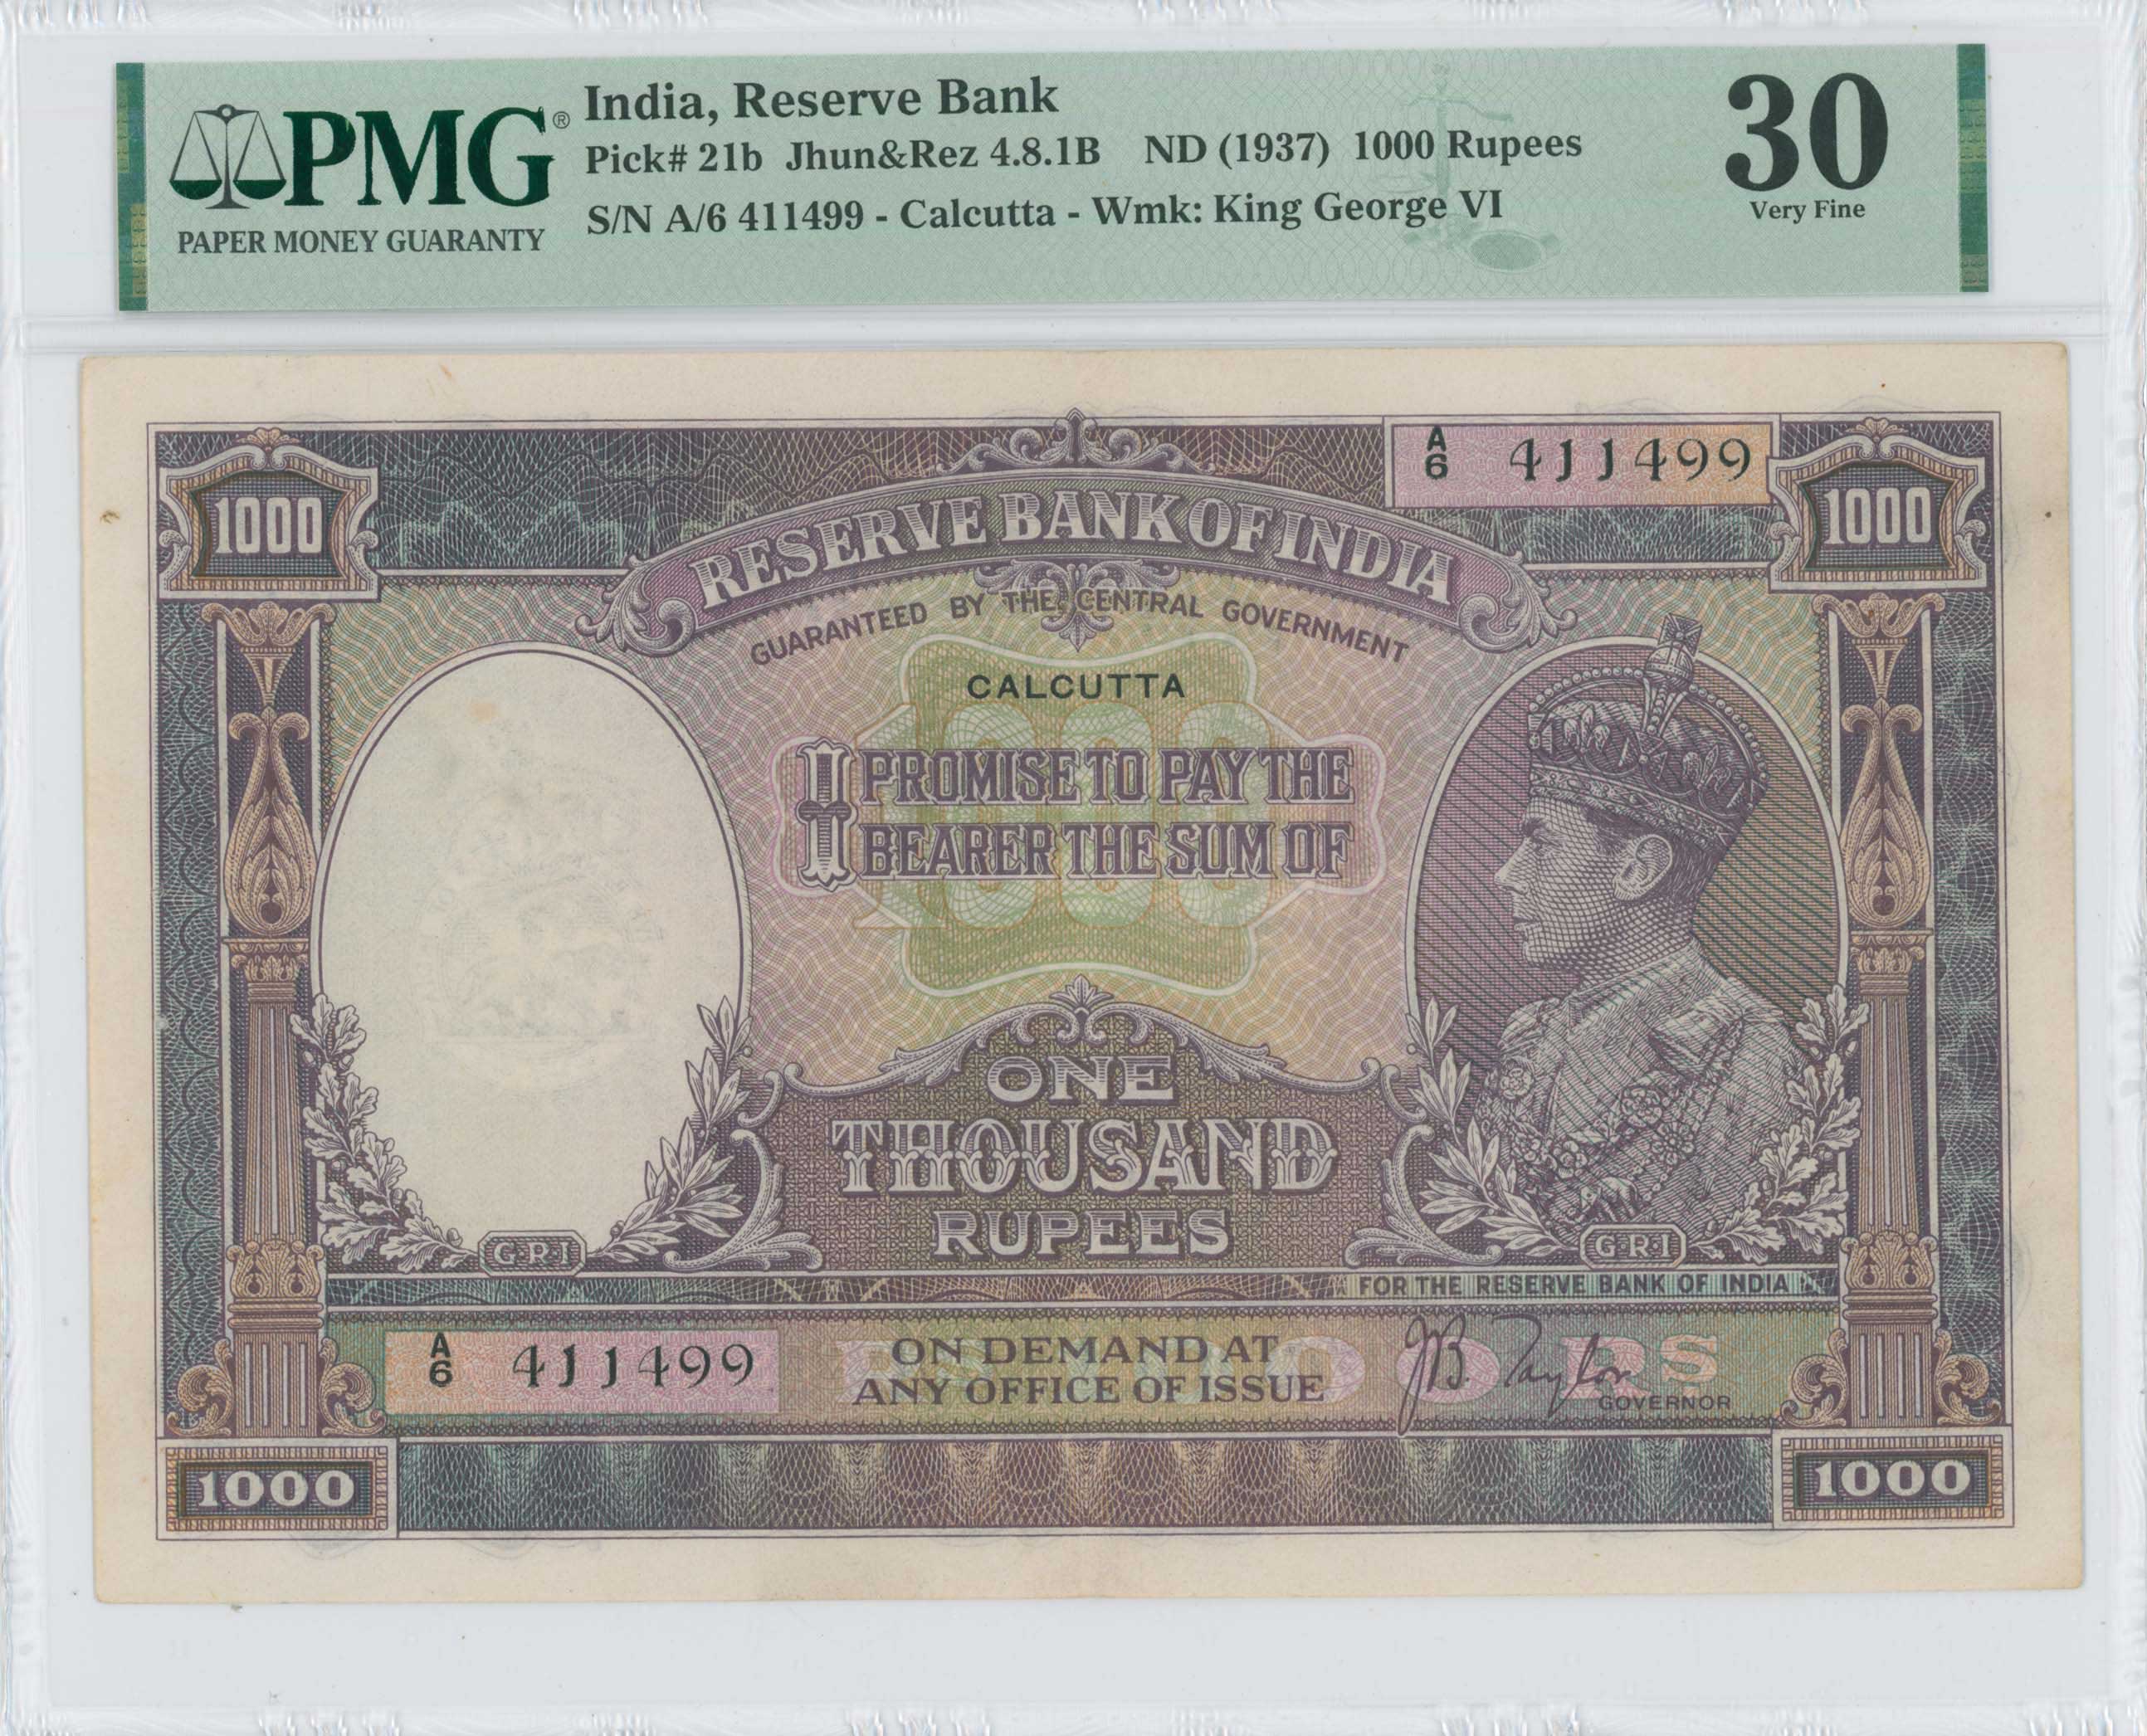 PMG®
PAPER MONEY GUARANTY
India, Reserve Bank
Pick# 21b Jhun&Rez 4.8.1B ND (1937) 1000 Rupees
S/N A/6 411499 - Calcutta - Wmk: King George VI
30
Very Fine
A
6 411499
1000
1000
RESERVE BANK OF INDIA
GUARANTEED BY THE CENTRAL GOVERNMENT
CALCUTTA
1000
I PROMISE TO PAY THE
BEARER THE SUM OF
1000
ONE
THOUSAND
RUPEES
G.R.I
G.R.I
FOR THE RESERVE BANK OF INDIA
A
6 411499
ON DEMAND AT
ANY OFFICE OF ISSUE
JB. Taylor
GOVERNOR
1000
1000